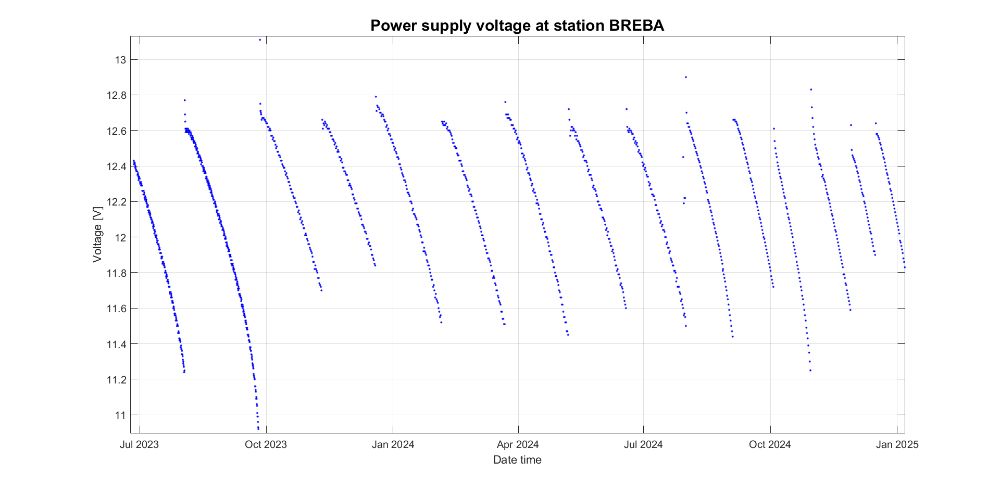 Power supply voltage at station BREBA
13
12.8
12.6
12.4
12.2
12
11.8
11.6
11.4
11.2
11
Voltage [V]
Jul 2023 Oct 2023 Jan 2024 Apr 2024 Jul 2024 Oct 2024 Jan 2025
Date time